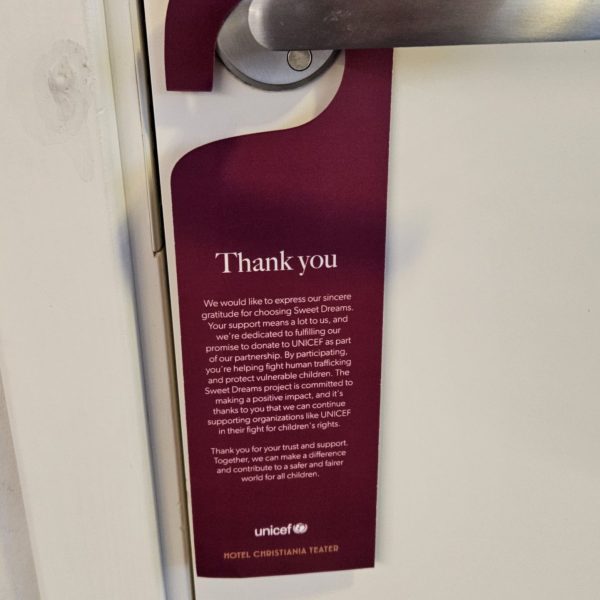 Thank you
We would like to express our sincere
gratitude for choosing Sweet Dreams.
Your support means a lot to us, and
we're dedicated to fulfilling our
promise to donate to UNICEF as part
of our partnership. By participating,
you're helping fight human trafficking
and protect vulnerable children. The
Sweet Dreams project is committed to
making a positive impact, and it's
thanks to you that we can continue
supporting organizations like UNICEF
in their fight for children's rights.
Thank you for your trust and support.
Together, we can make a difference
and contribute to a safer and fairer
world for all children.
unicef
HOTEL CHRISTIANIA TEATER